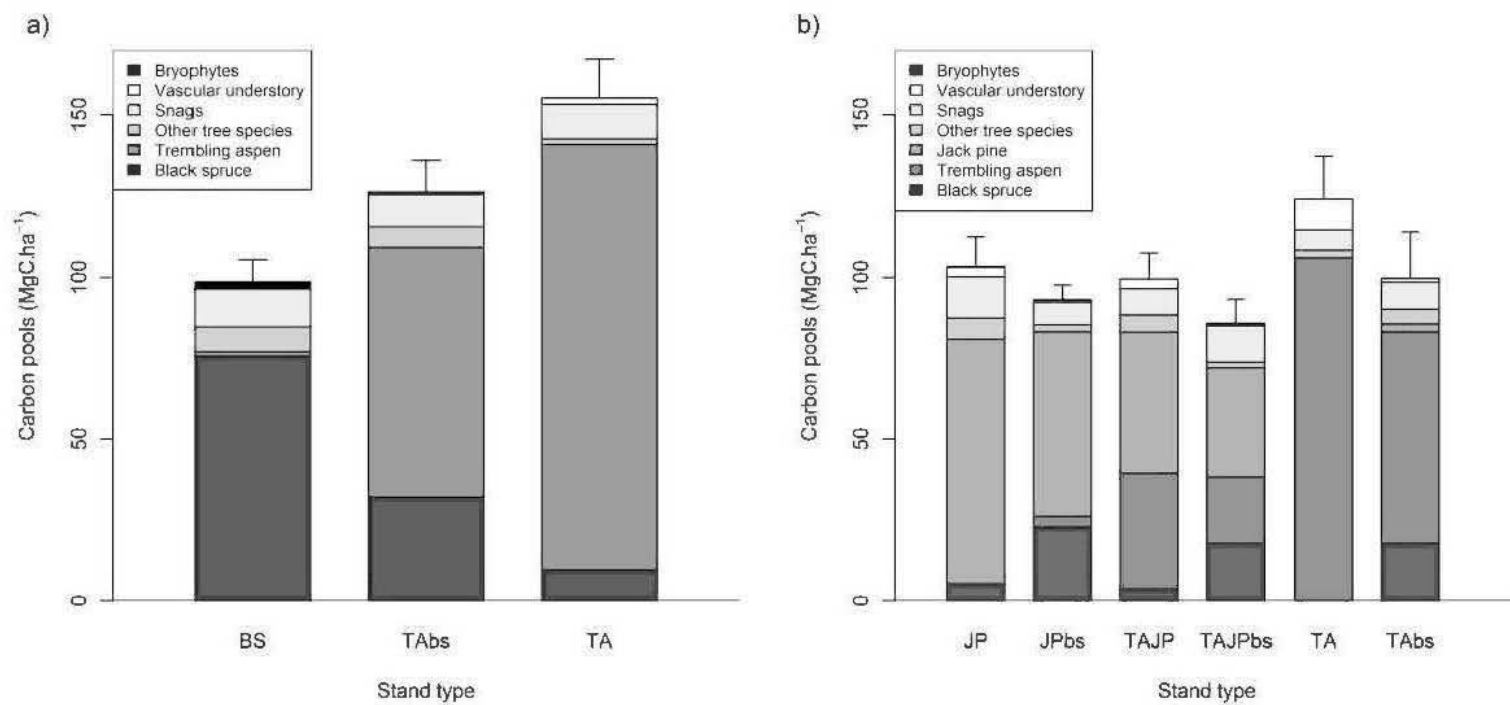 a)
Bryophytes
Vascular understory
Snags
Other tree species
Trembling aspen
Black spruce
Carbon pools (MgC.ha⁻¹)
150
100
50
0
BS TAbs TA
Stand type
b)
Bryophytes
Vascular understory
Snags
Other tree species
Jack pine
Trembling aspen
Black spruce
Carbon pools (MgC.ha⁻¹)
150
100
50
0
JP JPbs TAJP TAJPbs TA TAbs
Stand type